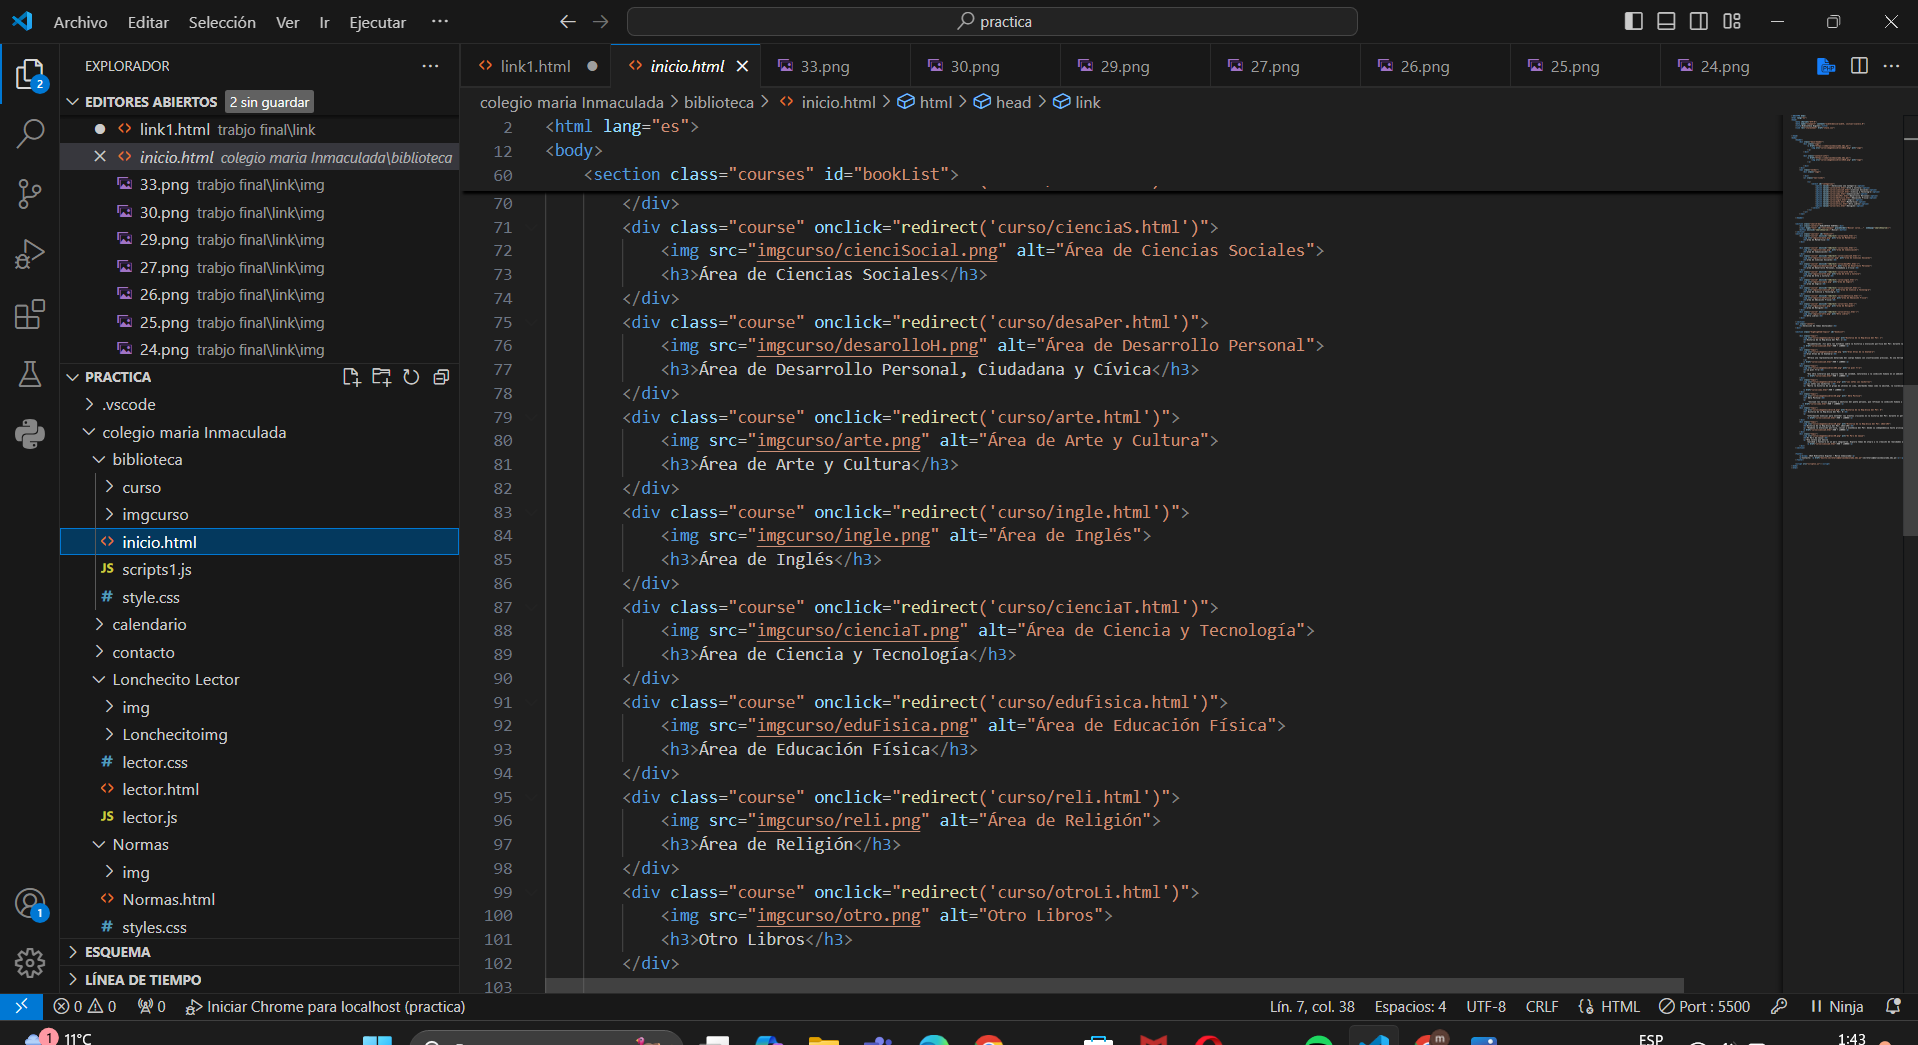 Archivo Editar Selección Ver Ir Ejecutar ···
practica
EXPLORADOR
EDITORES ABIERTOS 2 sin guardar
link1.html trabjo final\link
inicio.html colegio maria Inmaculada\biblioteca
33.png trabjo final\link\img
30.png trabjo final\link\img
29.png trabjo final\link\img
27.png trabjo final\link\img
26.png trabjo final\link\img
25.png trabjo final\link\img
24.png trabjo final\link\img
PRACTICA
.vscode
colegio maria Inmaculada
biblioteca
curso
imgcurso
inicio.html
JS scripts1.js
# style.css
calendario
contacto
Lonchecito Lector
img
Lonchecitoimg
# lector.css
lector.html
JS lector.js
Normas
img
Normas.html
# styles.css
ESQUEMA
LÍNEA DE TIEMPO
2
1
link1.html inicio.html 33.png 30.png 29.png 27.png 26.png 25.png 24.png
colegio maria Inmaculada > biblioteca > inicio.html > html > head > link
2 <html lang="es">
12 <body>
60 <section class="courses" id="bookList">
70 </div>
71 <div class="course" onclick="redirect('curso/cienciaS.html')">
72 <img src="imgcurso/cienciSocial.png" alt="Área de Ciencias Sociales">
73 <h3>Área de Ciencias Sociales</h3>
74 </div>
75 <div class="course" onclick="redirect('curso/desaPer.html')">
76 <img src="imgcurso/desarolloH.png" alt="Área de Desarrollo Personal">
77 <h3>Área de Desarrollo Personal, Ciudadana y Cívica</h3>
78 </div>
79 <div class="course" onclick="redirect('curso/arte.html')">
80 <img src="imgcurso/arte.png" alt="Área de Arte y Cultura">
81 <h3>Área de Arte y Cultura</h3>
82 </div>
83 <div class="course" onclick="redirect('curso/ingle.html')">
84 <img src="imgcurso/ingle.png" alt="Área de Inglés">
85 <h3>Área de Inglés</h3>
86 </div>
87 <div class="course" onclick="redirect('curso/cienciaT.html')">
88 <img src="imgcurso/cienciaT.png" alt="Área de Ciencia y Tecnología">
89 <h3>Área de Ciencia y Tecnología</h3>
90 </div>
91 <div class="course" onclick="redirect('curso/edufisica.html')">
92 <img src="imgcurso/eduFisica.png" alt="Área de Educación Física">
93 <h3>Área de Educación Física</h3>
94 </div>
95 <div class="course" onclick="redirect('curso/reli.html')">
96 <img src="imgcurso/reli.png" alt="Área de Religión">
97 <h3>Área de Religión</h3>
98 </div>
99 <div class="course" onclick="redirect('curso/otroLi.html')">
100 <img src="imgcurso/otro.png" alt="Otro Libros">
101 <h3>Otro Libros</h3>
102 </div>
103
0 0 0 Iniciar Chrome para localhost (practica) Lín. 7, col. 38 Espacios: 4 UTF-8 CRLF HTML Port : 5500 Ninja
1 11°C m ESP 1:43